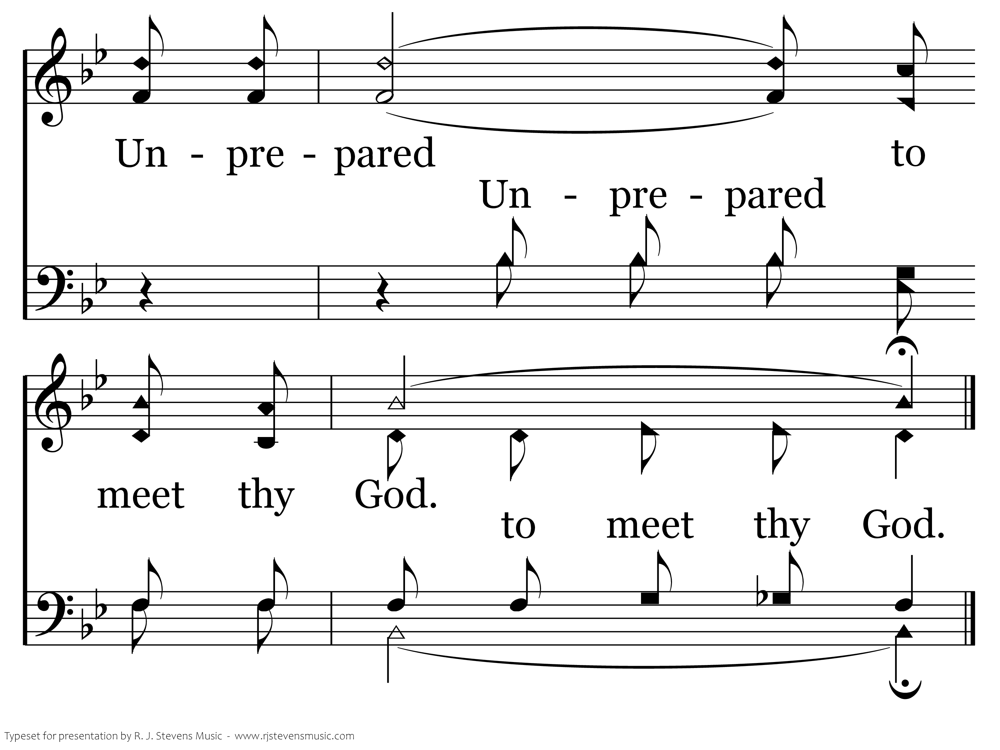 Un - pre - pared to
Un - pre - pared
meet thy God.
to meet thy God.
Typeset for presentation by R. J. Stevens Music - www.rjstevensmusic.com